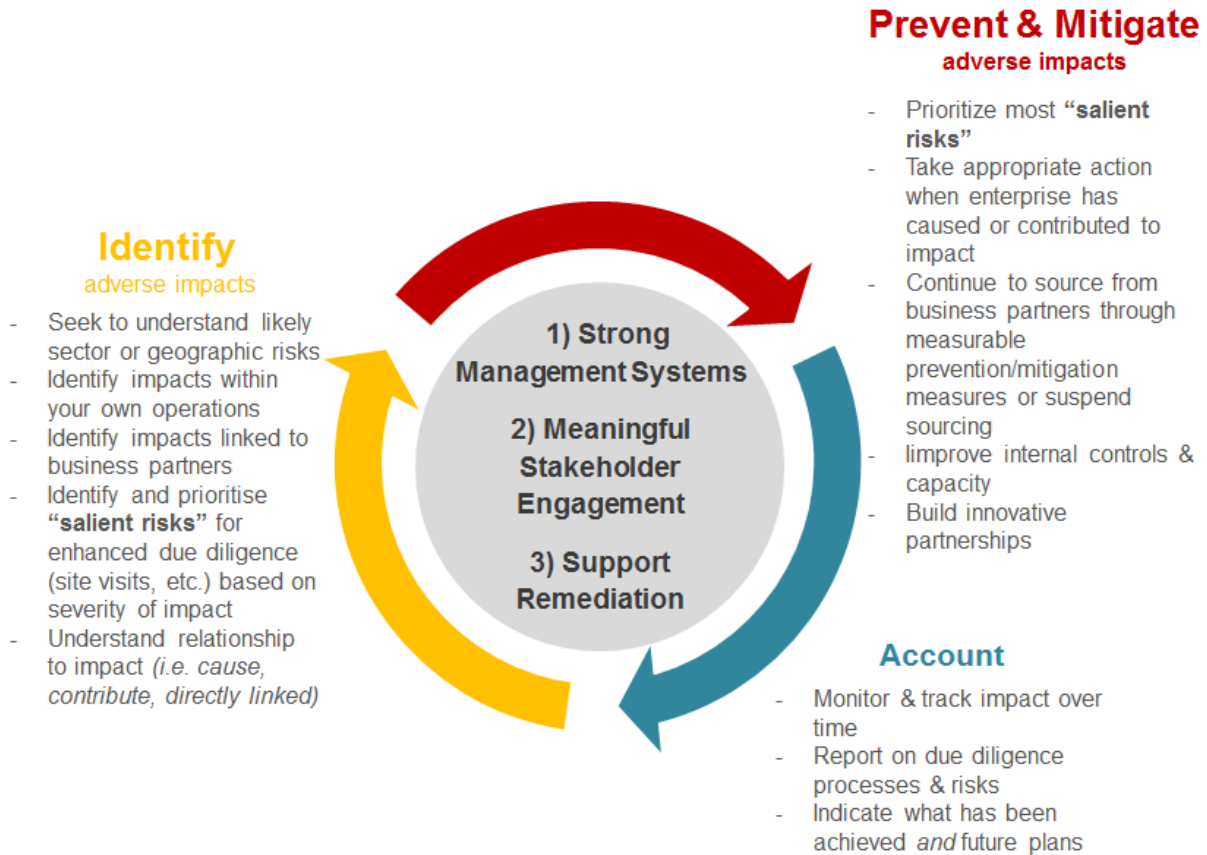 Identify
adverse impacts
- Seek to understand likely
sector or geographic risks
- Identify impacts within
your own operations
- Identify impacts linked to
business partners
- Identify and prioritise
“salient risks” for
enhanced due diligence
(site visits, etc.) based on
severity of impact
- Understand relationship
to impact (i.e. cause,
contribute, directly linked)
1) Strong
Management Systems
2) Meaningful
Stakeholder
Engagement
3) Support
Remediation
Prevent & Mitigate
adverse impacts
- Prioritize most “salient
risks”
- Take appropriate action
when enterprise has
caused or contributed to
impact
- Continue to source from
business partners through
measurable
prevention/mitigation
measures or suspend
sourcing
- Iimprove internal controls &
capacity
- Build innovative
partnerships
Account
- Monitor & track impact over
time
- Report on due diligence
processes & risks
- Indicate what has been
achieved and future plans